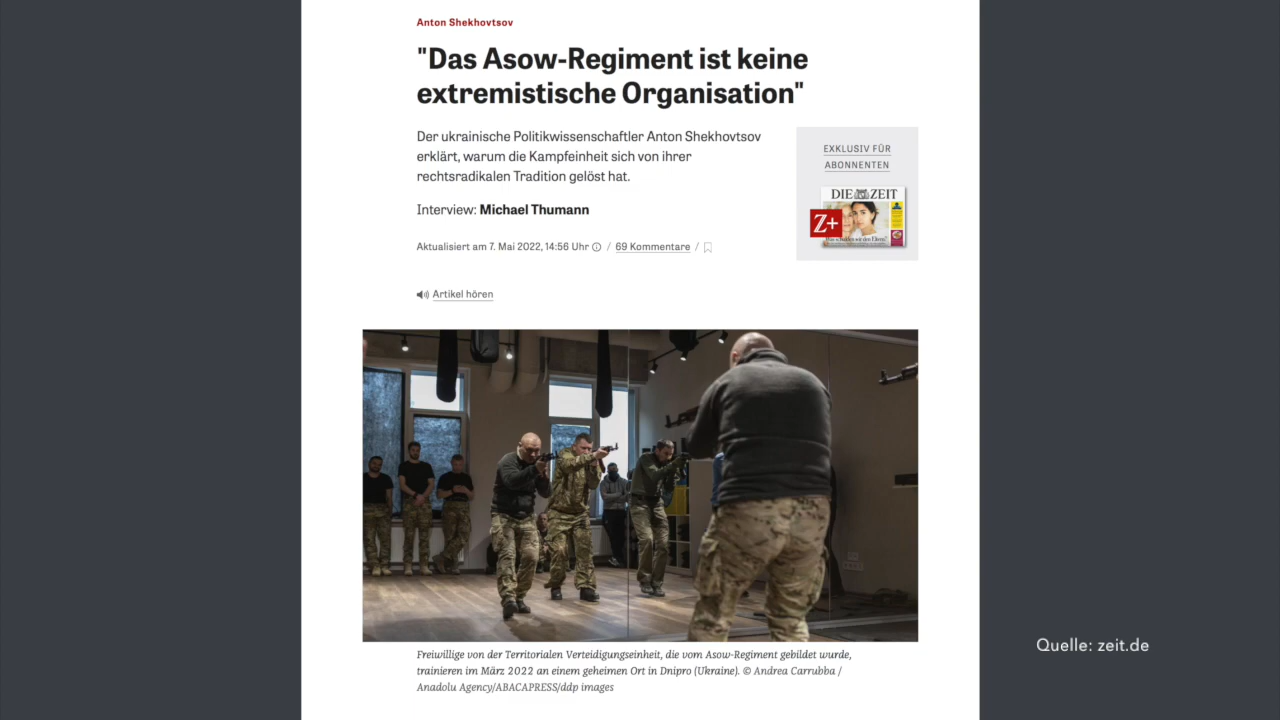 Anton Shekhovtsov
"Das Asow-Regiment ist keine
extremistische Organisation"
Der ukrainische Politikwissenschaftler Anton Shekhovtsov
erklärt, warum die Kampfeinheit sich von ihrer
rechtsradikalen Tradition gelöst hat.
Interview: Michael Thumann
Aktualisiert am 7. Mai 2022, 14:56 Uhr / 69 Kommentare /
EXKLUSIV FÜR
ABONNENTEN
DIE ZEIT
Z+
Artikel hören
Freiwillige von der Territorialen Verteidigungseinheit, die vom Asow-Regiment gebildet wurde,
trainieren im März 2022 an einem geheimen Ort in Dnipro (Ukraine). © Andrea Carrubba /
Anadolu Agency/ABACAPRESS/ddp images
Quelle: zeit.de